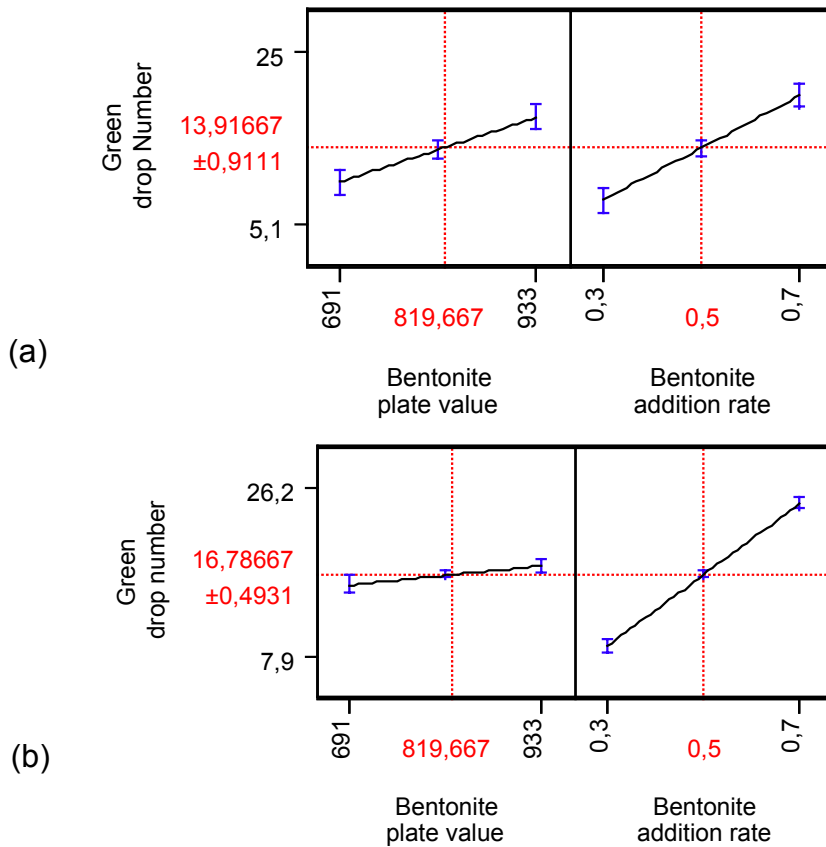 25
Green
drop Number
13,91667
±0,9111
5,1
691
819,667
933
0,3
0,5
0,7
(a)
Bentonite
plate value
Bentonite
addition rate
26,2
Green
drop number
16,78667
±0,4931
7,9
691
819,667
933
0,3
0,5
0,7
(b)
Bentonite
plate value
Bentonite
addition rate